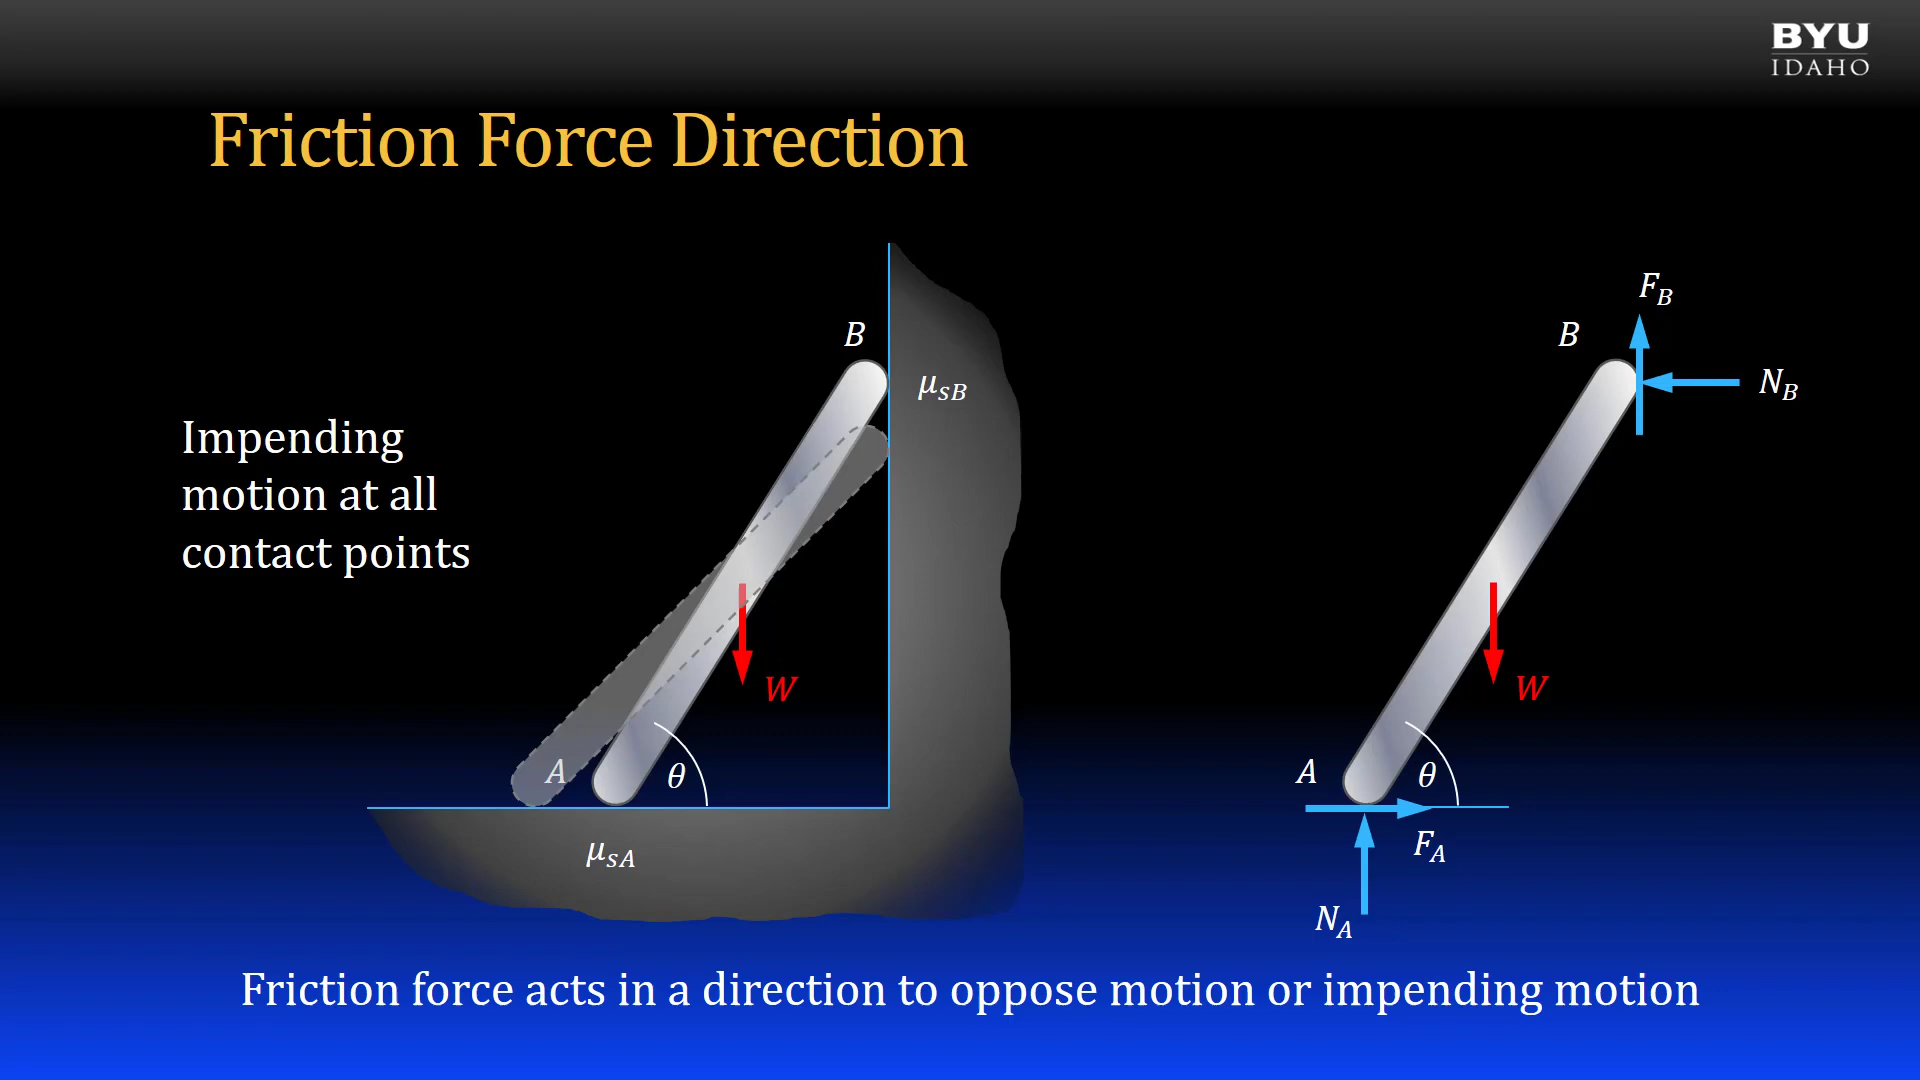 BYU
IDAHO
Friction Force Direction
Impending
motion at all
contact points
B
μsB
W
A
θ
μsA
FB
B
NB
W
A
θ
FA
NA
Friction force acts in a direction to oppose motion or impending motion